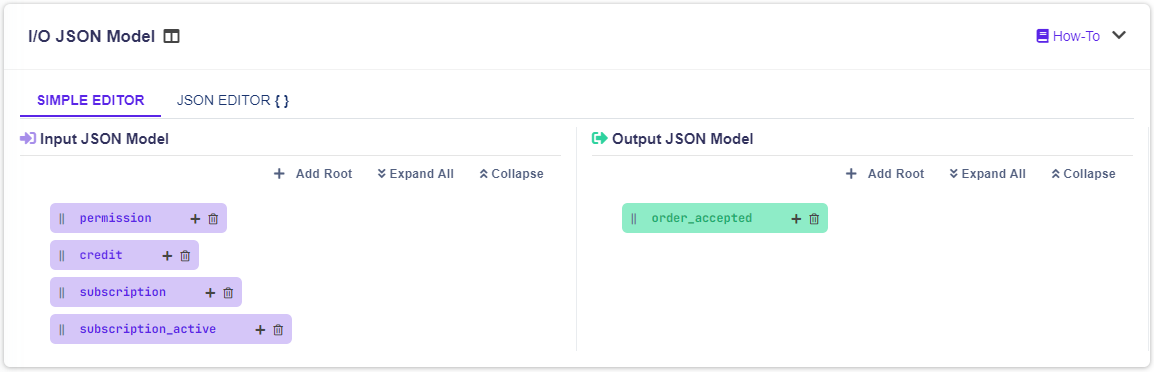 I/O JSON Model
How-To
SIMPLE EDITOR
JSON EDITOR { }
Input JSON Model
Add Root
Expand All
Collapse
permission
credit
subscription
subscription_active
Output JSON Model
Add Root
Expand All
Collapse
order_accepted